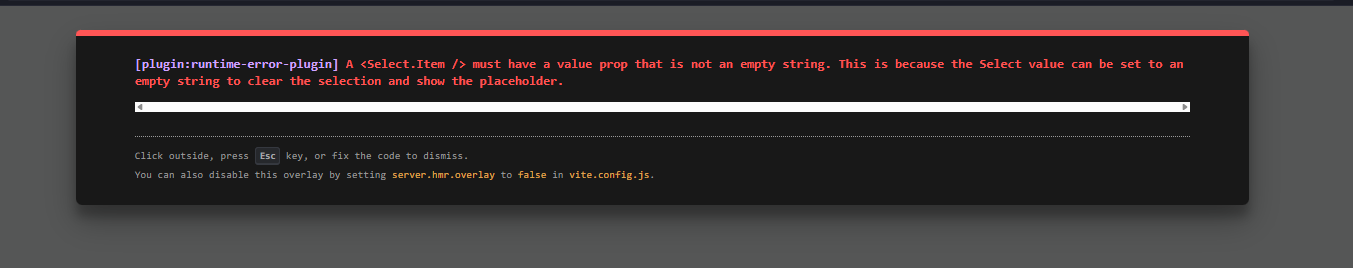 [plugin:runtime-error-plugin] A <Select.Item /> must have a value prop that is not an empty string. This is because the Select value can be set to an
empty string to clear the selection and show the placeholder.
Click outside, press Esc key, or fix the code to dismiss.
You can also disable this overlay by setting server.hmr.overlay to false in vite.config.js.